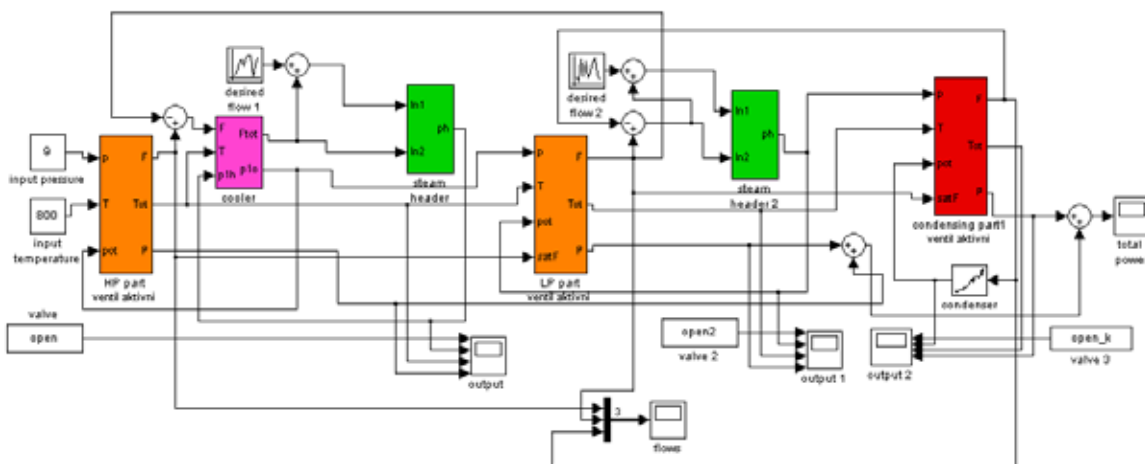 desired
flow 1
In1
ph
In2
steam
header
desired
flow 2
In1
ph
In2
steam
header 2
p
F
T
Tot
pot
P
satF
condensing part1
ventil aktivni
total
power
9
input pressure
800
input
temperature
p
F
T
Tot
pot
P
HP part
ventil aktivni
F
Ftot
T
p1h
p1o
cooler
p
F
T
Tot
pot
P
satF
LP part
ventil aktivni
condenser
valve
open
output
open2
valve 2
output 1
output 2
open_k
valve 3
3
flows